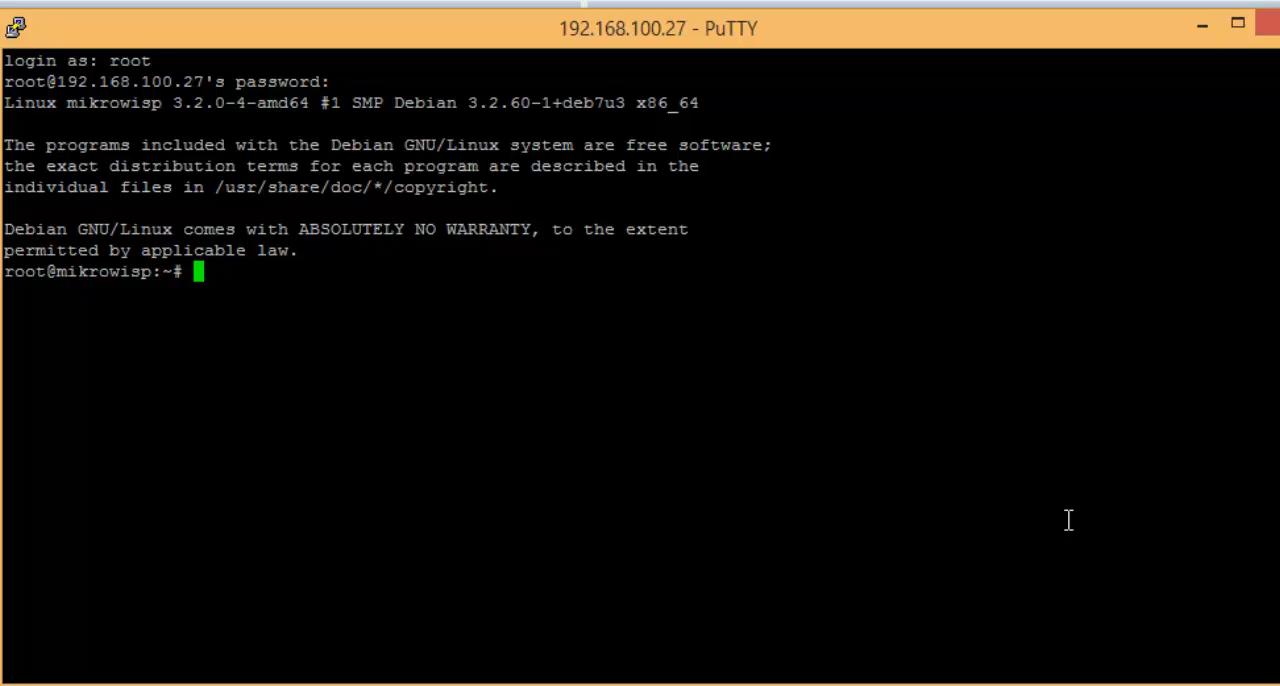 192.168.100.27 - PuTTY
login as: root
root@192.168.100.27's password:
Linux mikrowisp 3.2.0-4-amd64 #1 SMP Debian 3.2.60-1+deb7u3 x86_64
The programs included with the Debian GNU/Linux system are free software;
the exact distribution terms for each program are described in the
individual files in /usr/share/doc/*/copyright.
Debian GNU/Linux comes with ABSOLUTELY NO WARRANTY, to the extent
permitted by applicable law.
root@mikrowisp:~#